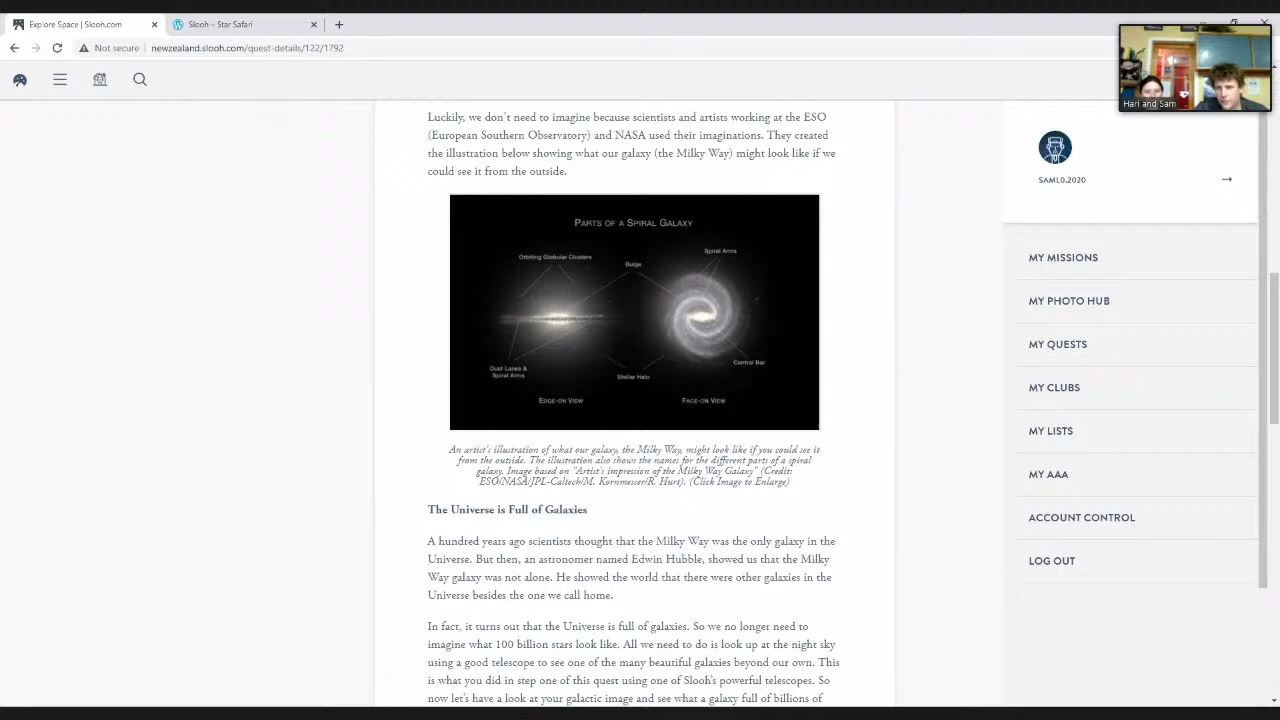 Explore Space | Slooh.com
Slooh – Star Safari
Not secure
newzealand.slooh.com/quest-details/122/1792
Hari and Sam
Luckily, we don't need to imagine because scientists and artists working at the ESO
(European Southern Observatory) and NASA used their imaginations. They created
the illustration below showing what our galaxy (the Milky Way) might look like if we
could see it from the outside.
Parts of a Spiral Galaxy
Orbiting Globular Clusters
Bulge
Spiral Arms
Dust Lanes &
Spiral Arms
Stellar Halo
Central Bar
Edge-on View
Face-on View
An artist's illustration of what our galaxy, the Milky Way, might look like if you could see it
from the outside. The illustration also shows the names for the different parts of a spiral
galaxy. Image based on "Artist's impression of the Milky Way Galaxy" (Credit:
ESO/NASA/JPL-Caltech/M. Kornmesser/R. Hurt). (Click Image to Enlarge)
The Universe is Full of Galaxies
A hundred years ago scientists thought that the Milky Way was the only galaxy in the
Universe. But then, an astronomer named Edwin Hubble, showed us that the Milky
Way galaxy was not alone. He showed the world that there were other galaxies in the
Universe besides the one we call home.
In fact, it turns out that the Universe is full of galaxies. So we no longer need to
imagine what 100 billion stars look like. All we need to do is look up at the night sky
using a good telescope to see one of the many beautiful galaxies beyond our own. This
is what you did in step one of this quest using one of Slooh's powerful telescopes. So
now let's have a look at your galactic image and see what a galaxy full of billions of
SAML0.2020
MY MISSIONS
MY PHOTO HUB
MY QUESTS
MY CLUBS
MY LISTS
MY AAA
ACCOUNT CONTROL
LOG OUT